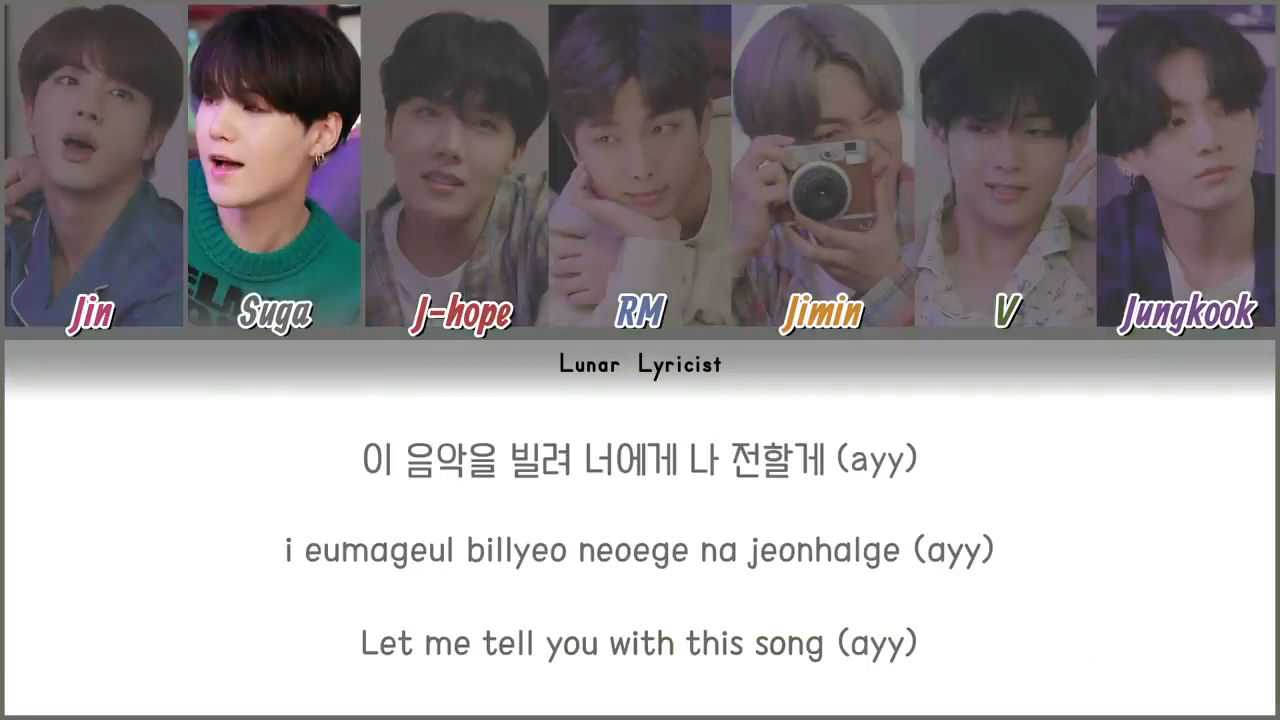 Jin Suga J-hope RM Jimin V Jungkook
Lunar Lyricist
이 음악을 빌려 너에게 나 전할게 (ayy)
i eumageul billyeo neoege na jeonhalge (ayy)
Let me tell you with this song (ayy)